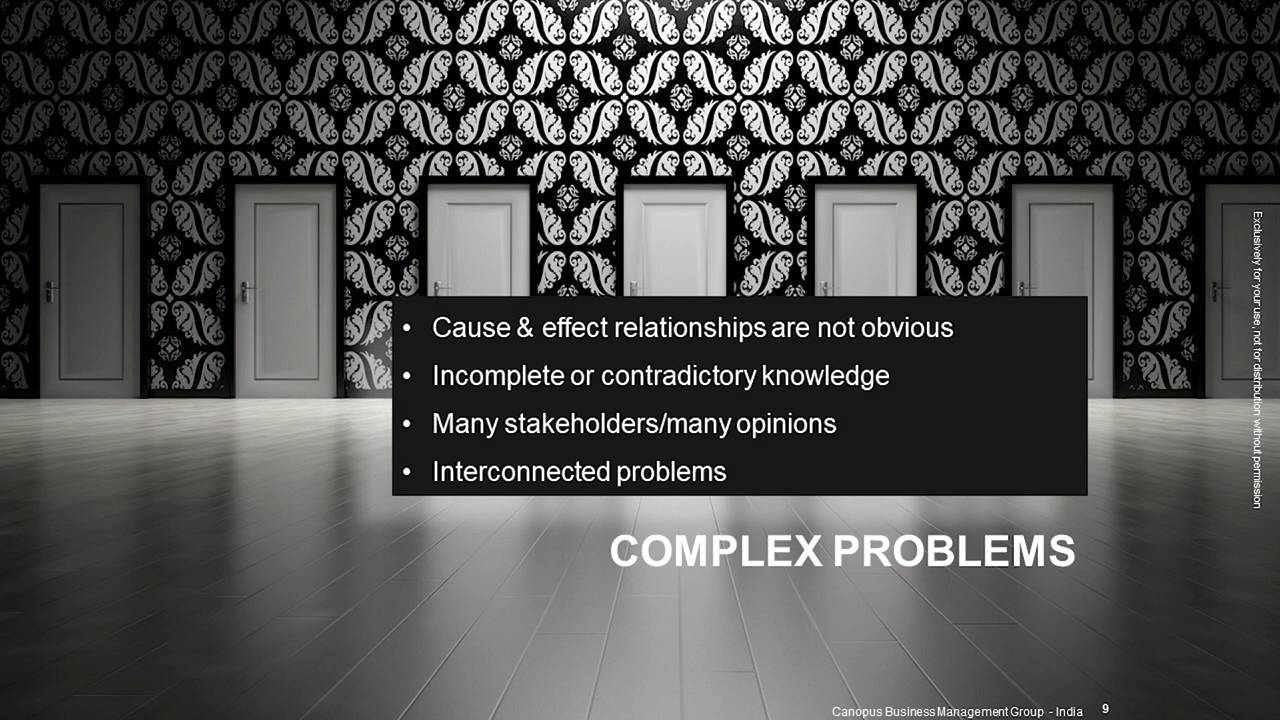 • Cause & effect relationships are not obvious
• Incomplete or contradictory knowledge
• Many stakeholders/many opinions
• Interconnected problems
COMPLEX PROBLEMS
Exclusively for your use, not for distribution without permission
Canopus Business Management Group - India 9